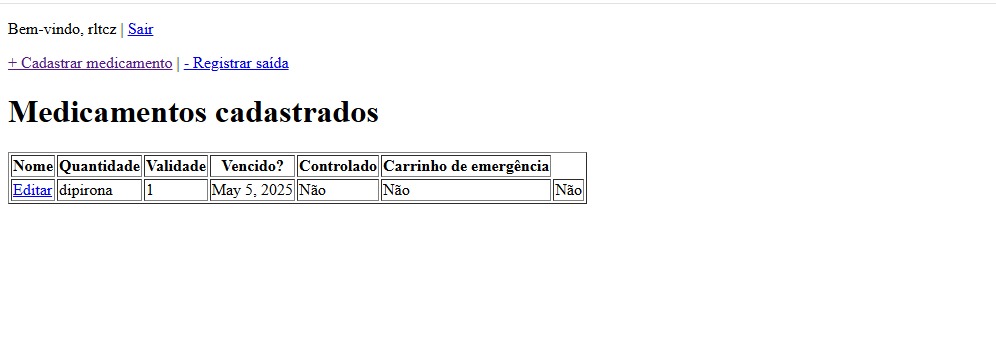 Bem-vindo, rltcz | Sair
+ Cadastrar medicamento | - Registrar saída
Medicamentos cadastrados
Nome Quantidade Validade Vencido? Controlado Carrinho de emergência
Editar dipirona 1 May 5, 2025 Não Não Não